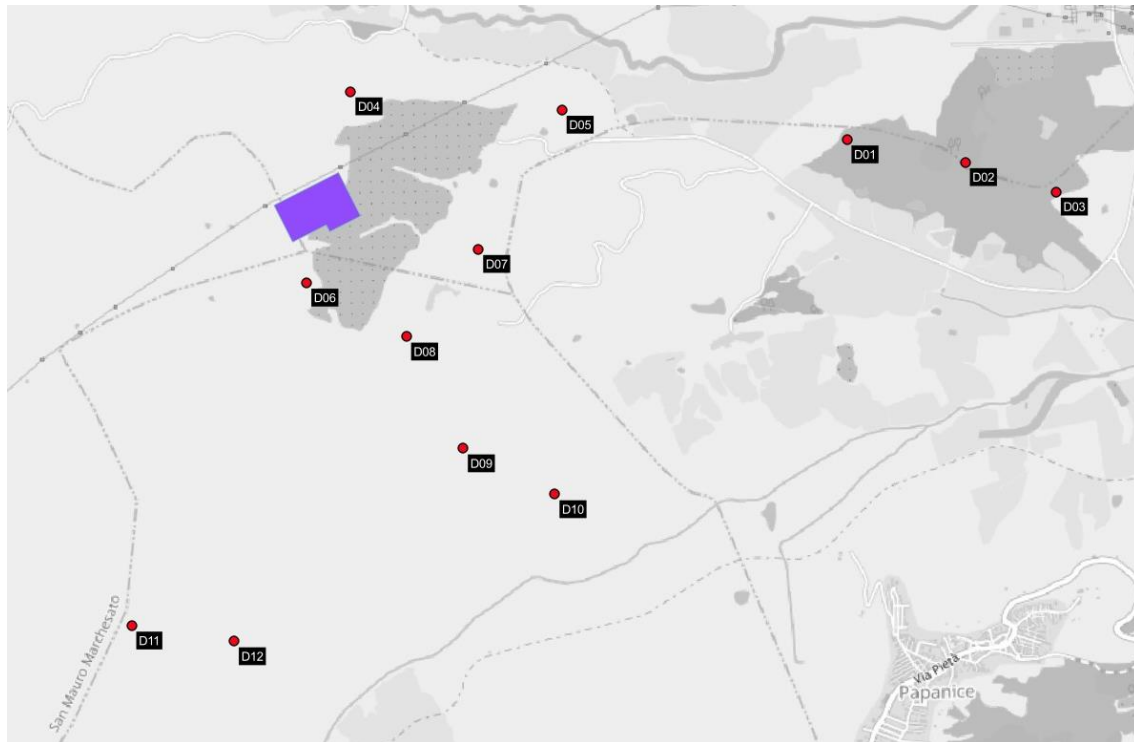 D04
D05
D01
D02
D03
D07
D06
D08
D09
D10
San Mauro Marchesato
D11
D12
Via Pietà
Papanice